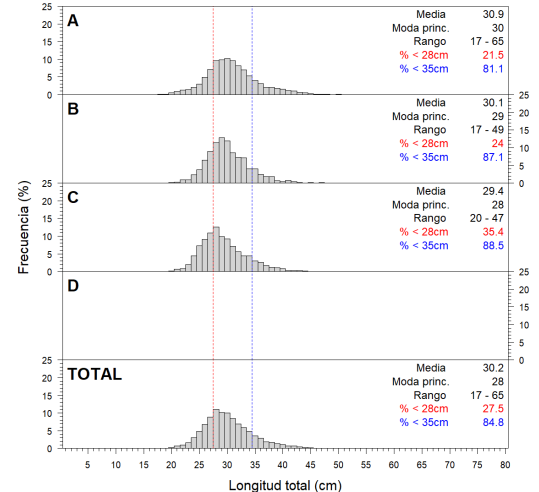 25
20
15
10
5
0
A
Media 30.9
Moda princ. 30
Rango 17 - 65
% < 28cm 21.5
% < 35cm 81.1
B
Media 30.1
Moda princ. 29
Rango 17 - 49
% < 28cm 24
% < 35cm 87.1
25
20
15
10
5
0
25
20
15
10
5
0
C
Media 29.4
Moda princ. 28
Rango 20 - 47
% < 28cm 35.4
% < 35cm 88.5
D
25
20
15
10
5
0
25
20
15
10
5
0
TOTAL
Media 30.2
Moda princ. 28
Rango 17 - 65
% < 28cm 27.5
% < 35cm 84.8
Frecuencia (%)
5 10 15 20 25 30 35 40 45 50 55 60 65 70 75 80
Longitud total (cm)